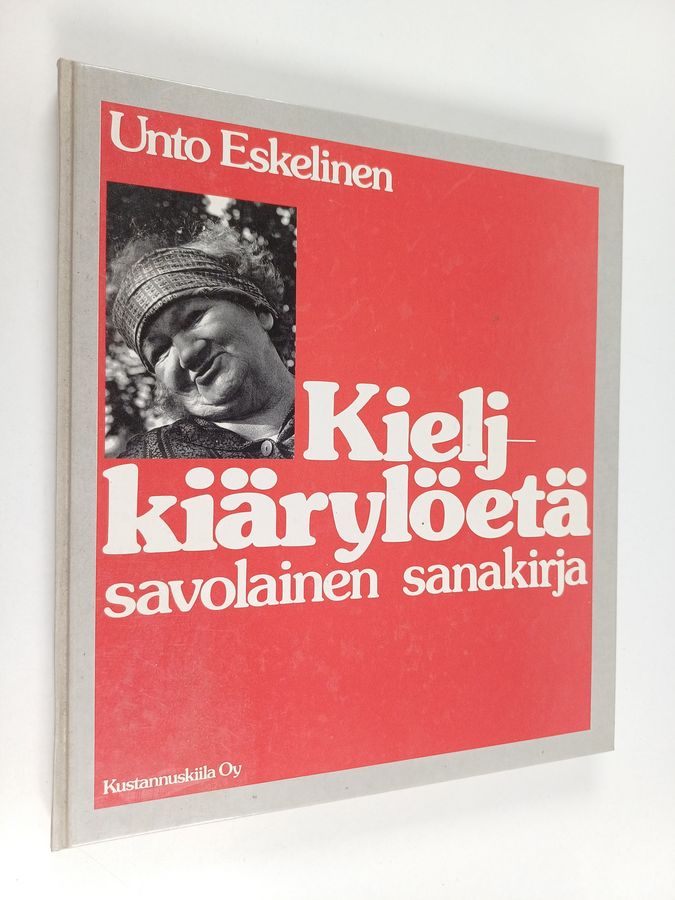 Unto Eskelinen
Kielj-
kiärylöetä
savolainen sanakirja
Kustannuskiila Oy